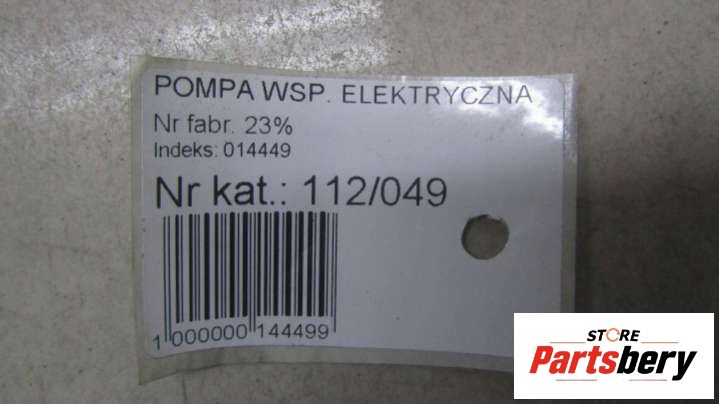 POMPA WSP. ELEKTRYCZNA
Nr fabr. 23%
Indeks: 014449
Nr kat.: 112/049
1 000000 144499
STORE
Partsbery